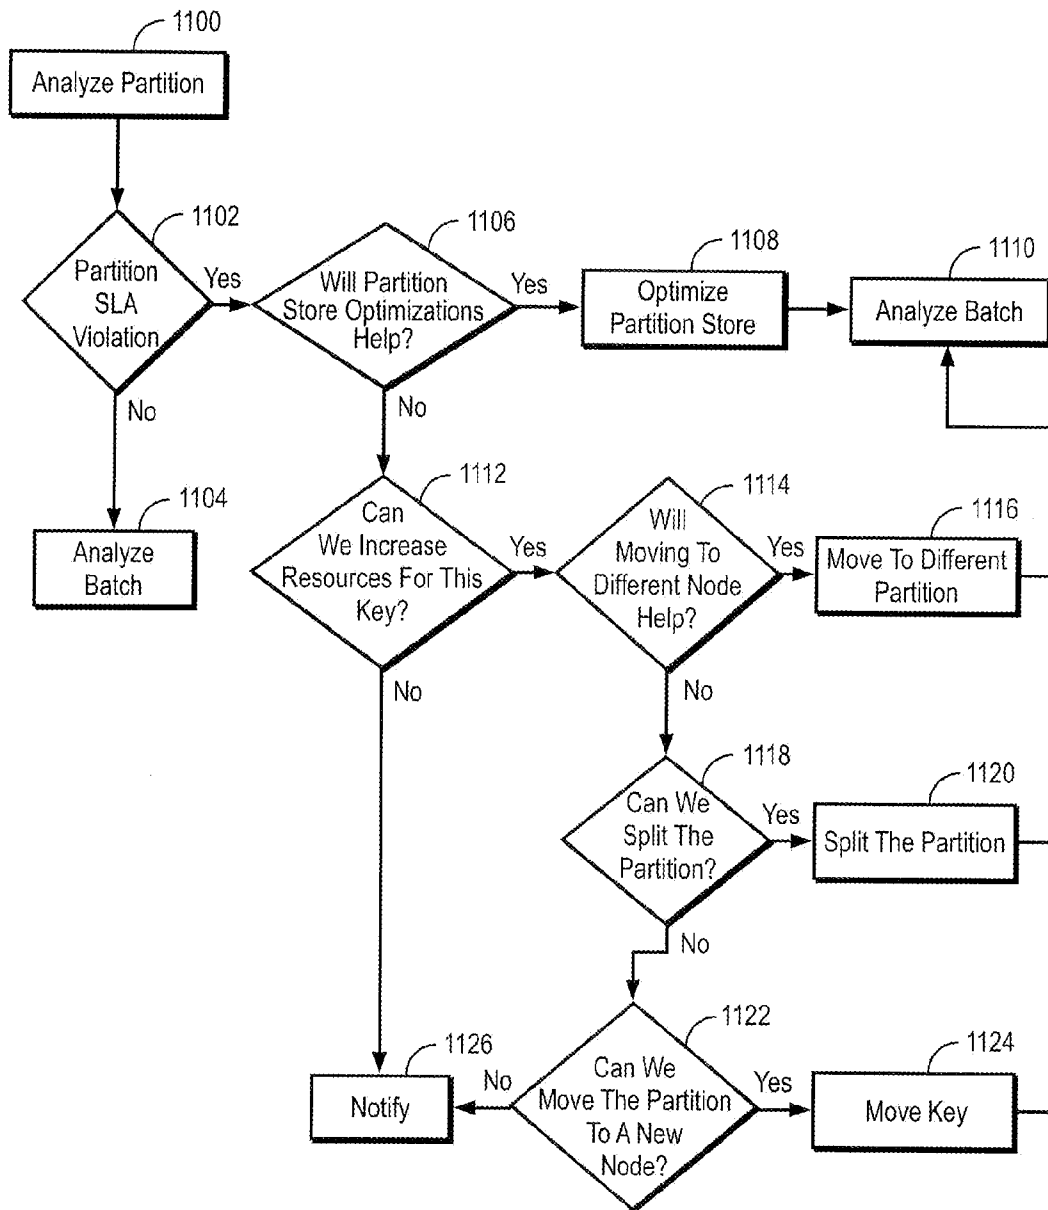 1100
Analyze Partition
1102
Partition
SLA
Violation
Yes
No
1104
Analyze
Batch
1106
Will Partition
Store Optimizations
Help?
Yes
No
1108
Optimize
Partition Store
1110
Analyze Batch
1112
Can
We Increase
Resources For This
Key?
Yes
No
1114
Will
Moving To
Different Node
Help?
Yes
No
1116
Move To Different
Partition
1118
Can We
Split The
Partition?
Yes
No
1120
Split The Partition
1122
Can We
Move The Partition
To A New
Node?
No
Yes
1124
Move Key
1126
Notify